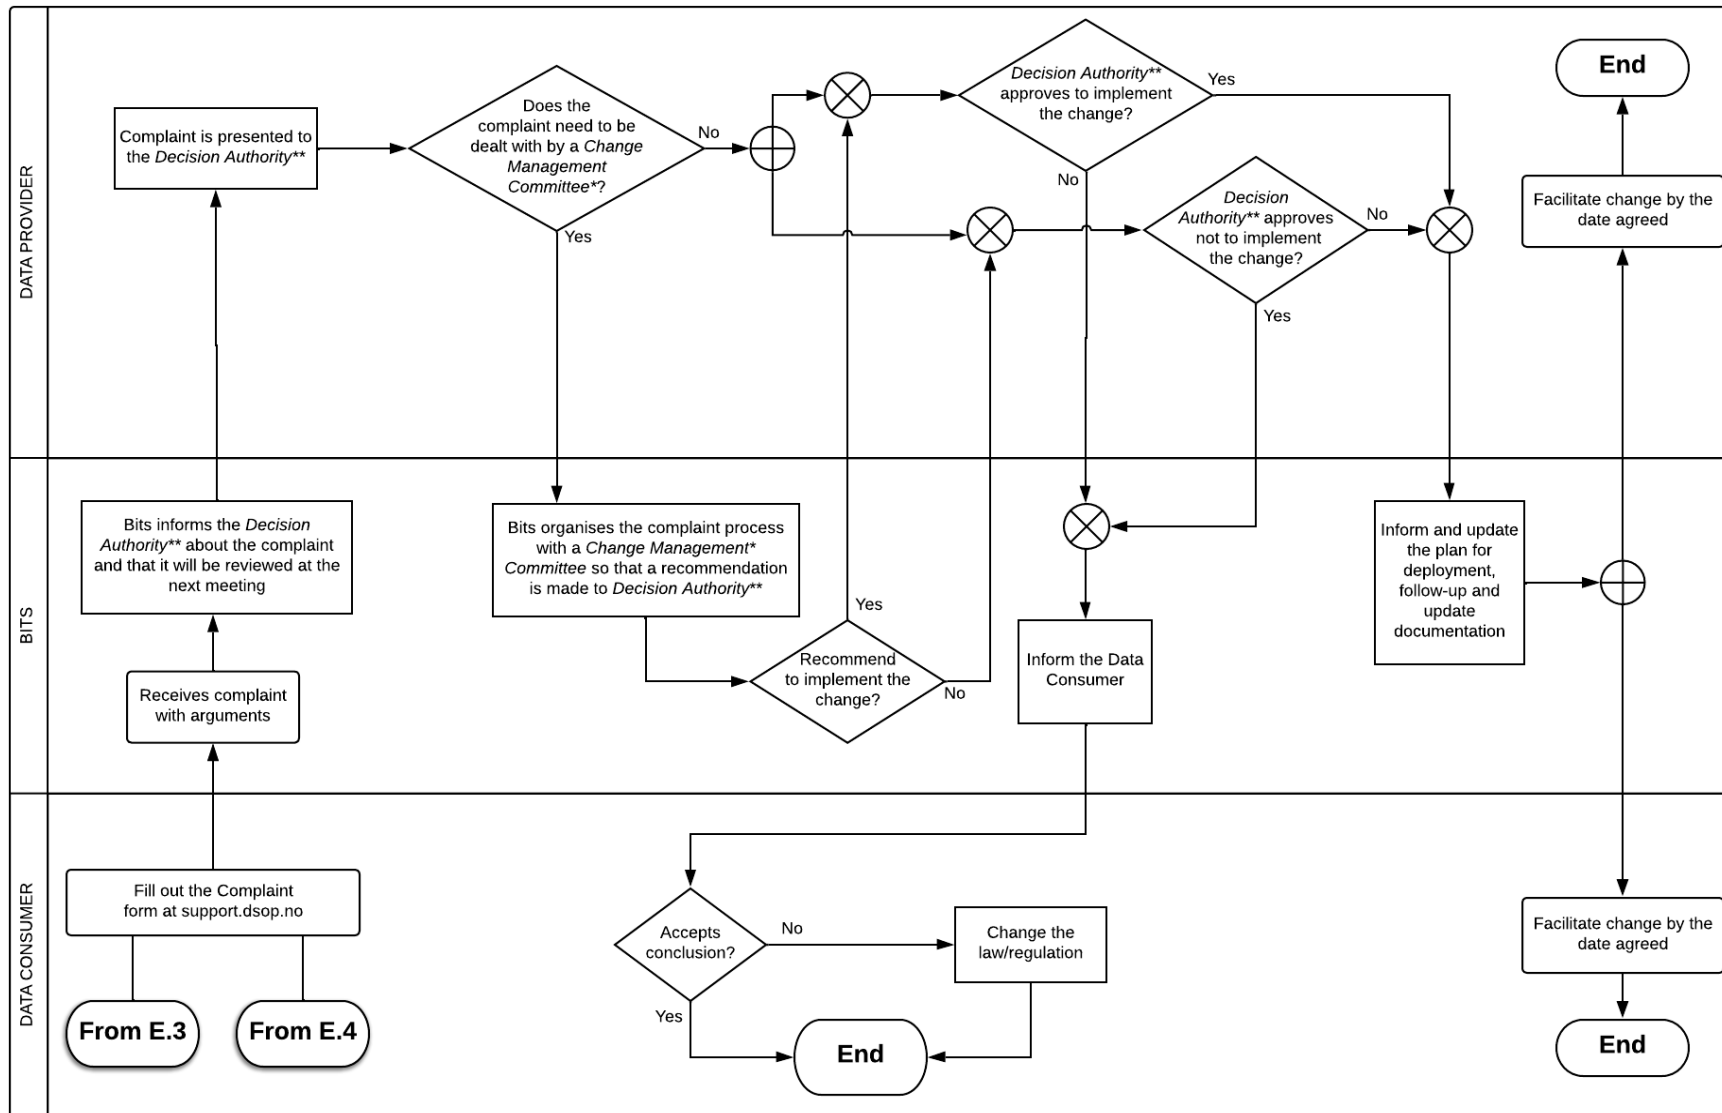 DATA PROVIDER
Complaint is presented to
the Decision Authority**
Does the
complaint need to be
dealt with by a Change
Management
Committee*?
No
Yes
Decision Authority**
approves to implement
the change?
Yes
No
Decision
Authority** approves
not to implement
the change?
No
Yes
End
Facilitate change by the
date agreed
BITS
Bits informs the Decision
Authority** about the complaint
and that it will be reviewed at the
next meeting
Receives complaint
with arguments
Bits organises the complaint process
with a Change Management*
Committee so that a recommendation
is made to Decision Authority**
Yes
Recommend
to implement the
change?
No
Inform the Data
Consumer
Inform and update
the plan for
deployment,
follow-up and
update
documentation
DATA CONSUMER
Fill out the Complaint
form at support.dsop.no
From E.3
From E.4
Accepts
conclusion?
No
Yes
Change the
law/regulation
End
Facilitate change by the
date agreed
End